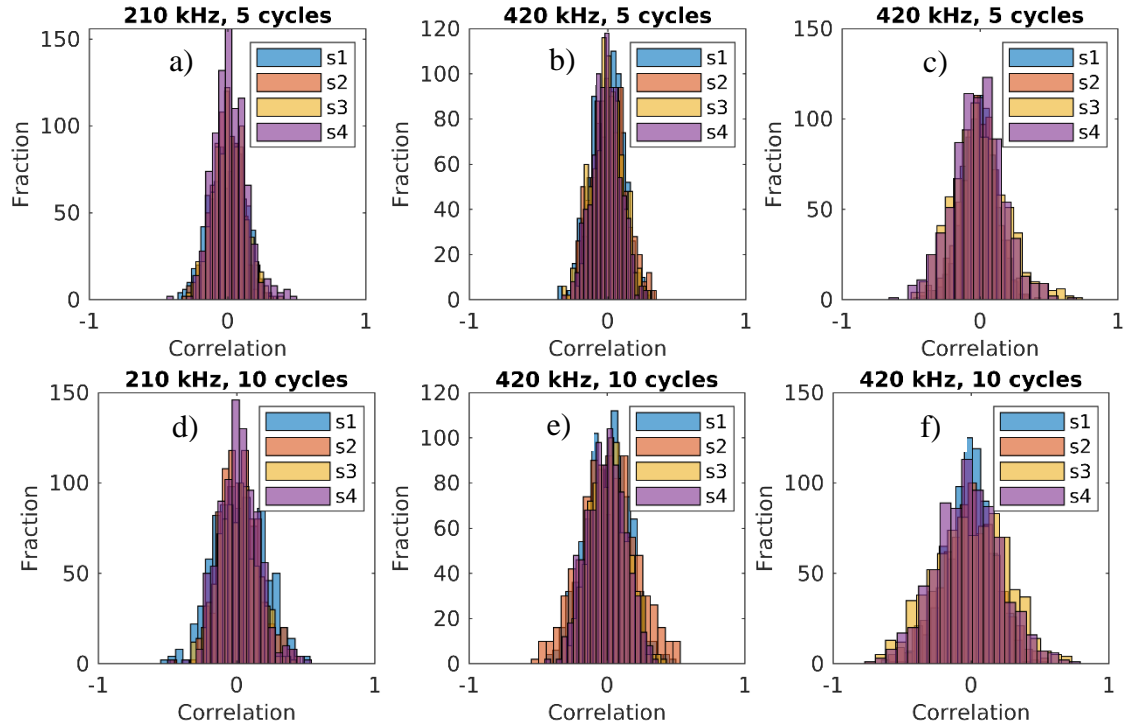 210 kHz, 5 cycles
a)
s1
s2
s3
s4
Fraction
150
100
50
0
-1 0 1
Correlation
420 kHz, 5 cycles
b)
s1
s2
s3
s4
Fraction
120
100
80
60
40
20
0
-1 0 1
Correlation
420 kHz, 5 cycles
c)
s1
s2
s3
s4
Fraction
150
100
50
0
-1 0 1
Correlation
210 kHz, 10 cycles
d)
s1
s2
s3
s4
Fraction
150
100
50
0
-1 0 1
Correlation
420 kHz, 10 cycles
e)
s1
s2
s3
s4
Fraction
120
100
80
60
40
20
0
-1 0 1
Correlation
420 kHz, 10 cycles
f)
s1
s2
s3
s4
Fraction
150
100
50
0
-1 0 1
Correlation